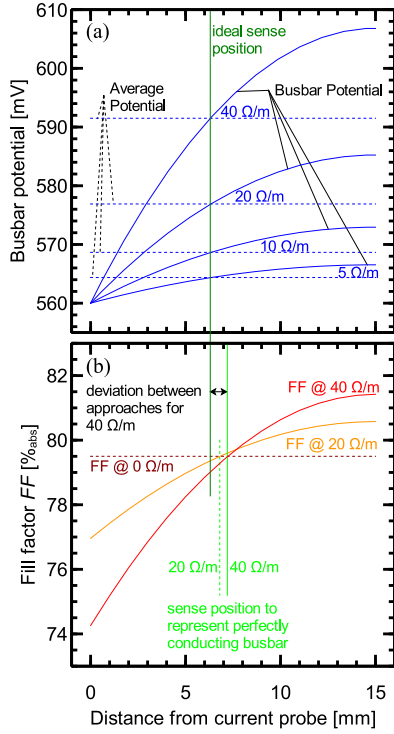 (a)
ideal sense
position
Average
Potential
Busbar Potential
40 Ω/m
20 Ω/m
10 Ω/m
5 Ω/m
Busbar potential [mV]
610
600
590
580
570
560
(b)
deviation between
approaches for
40 Ω/m
FF @ 40 Ω/m
FF @ 20 Ω/m
FF @ 0 Ω/m
20 Ω/m
40 Ω/m
sense position to
represent perfectly
conducting busbar
Fill factor FF [%abs]
82
80
78
76
74
0 5 10 15
Distance from current probe [mm]